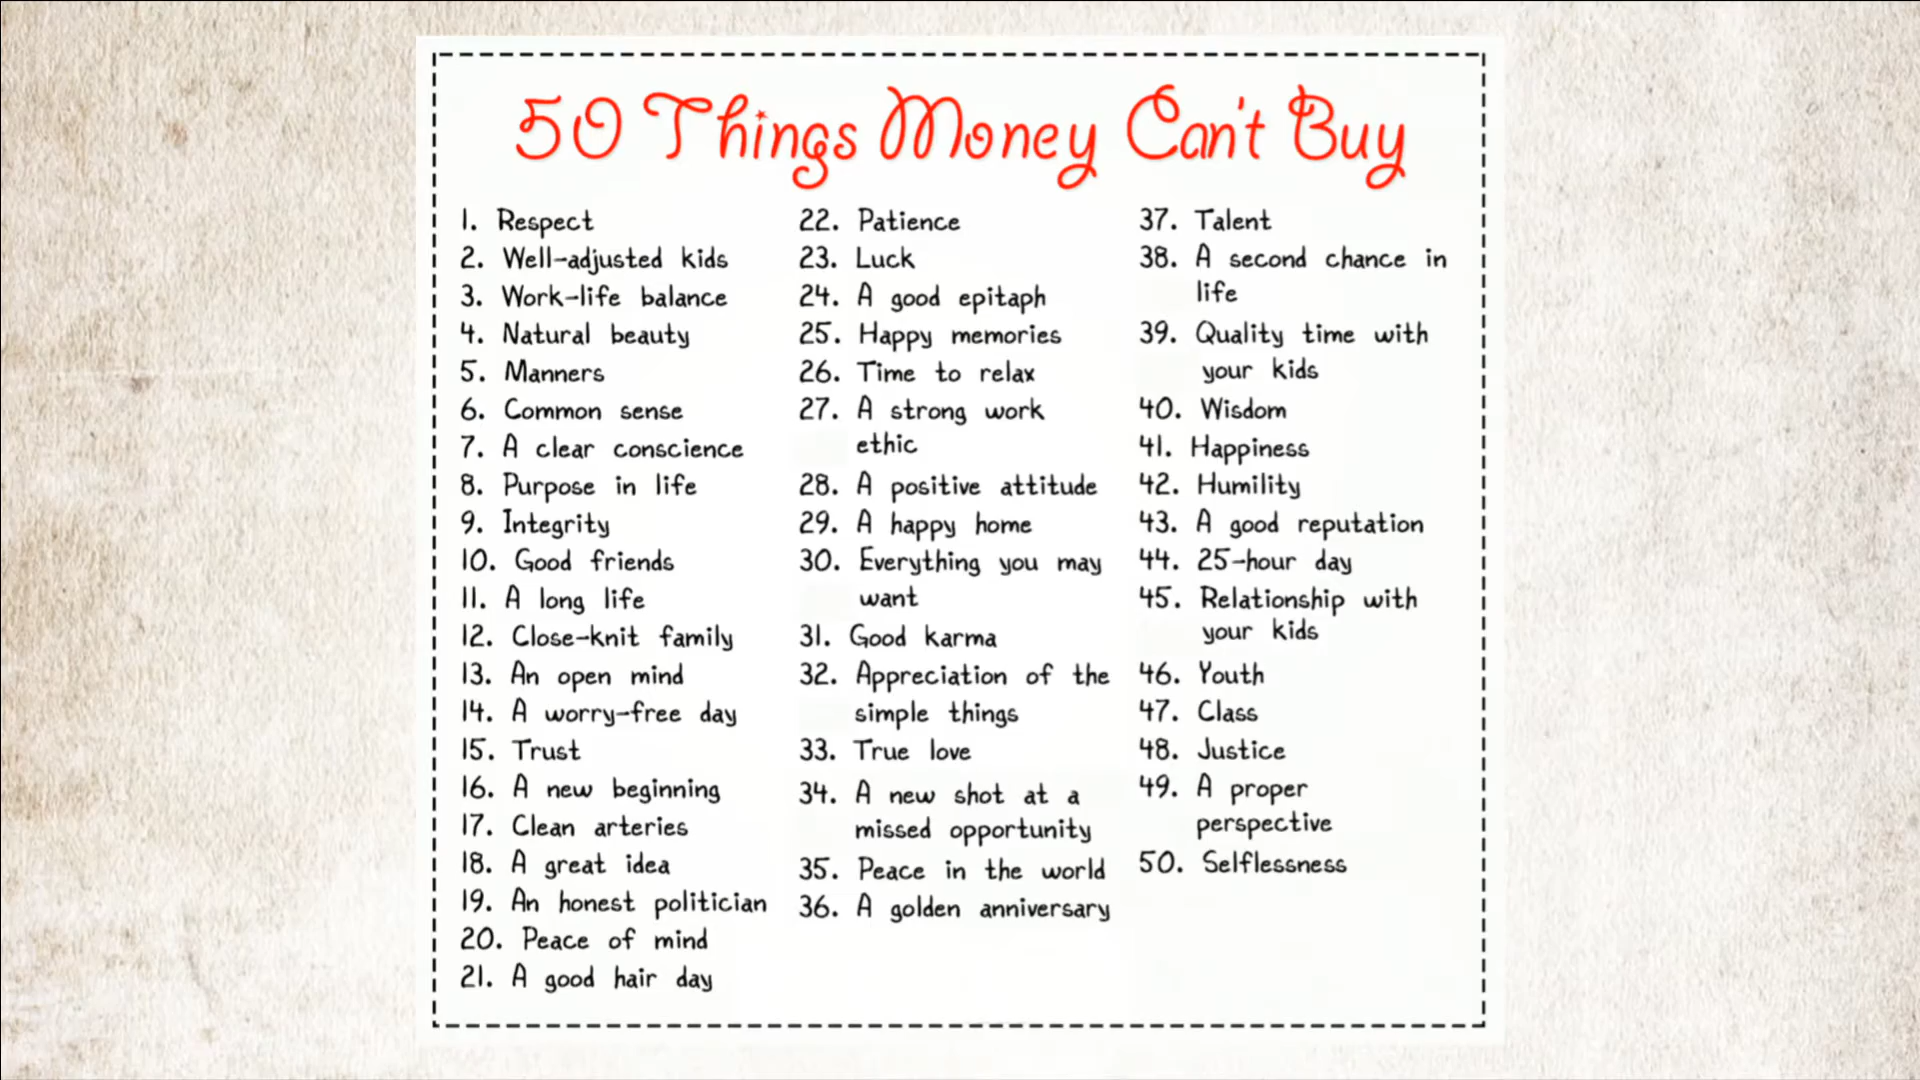 50 Things Money Can't Buy
1. Respect
2. Well-adjusted kids
3. Work-life balance
4. Natural beauty
5. Manners
6. Common sense
7. A clear conscience
8. Purpose in life
9. Integrity
10. Good friends
11. A long life
12. Close-knit family
13. An open mind
14. A worry-free day
15. Trust
16. A new beginning
17. Clean arteries
18. A great idea
19. An honest politician
20. Peace of mind
21. A good hair day
22. Patience
23. Luck
24. A good epitaph
25. Happy memories
26. Time to relax
27. A strong work
ethic
28. A positive attitude
29. A happy home
30. Everything you may
want
31. Good karma
32. Appreciation of the
simple things
33. True love
34. A new shot at a
missed opportunity
35. Peace in the world
36. A golden anniversary
37. Talent
38. A second chance in
life
39. Quality time with
your kids
40. Wisdom
41. Happiness
42. Humility
43. A good reputation
44. 25-hour day
45. Relationship with
your kids
46. Youth
47. Class
48. Justice
49. A proper
perspective
50. Selflessness